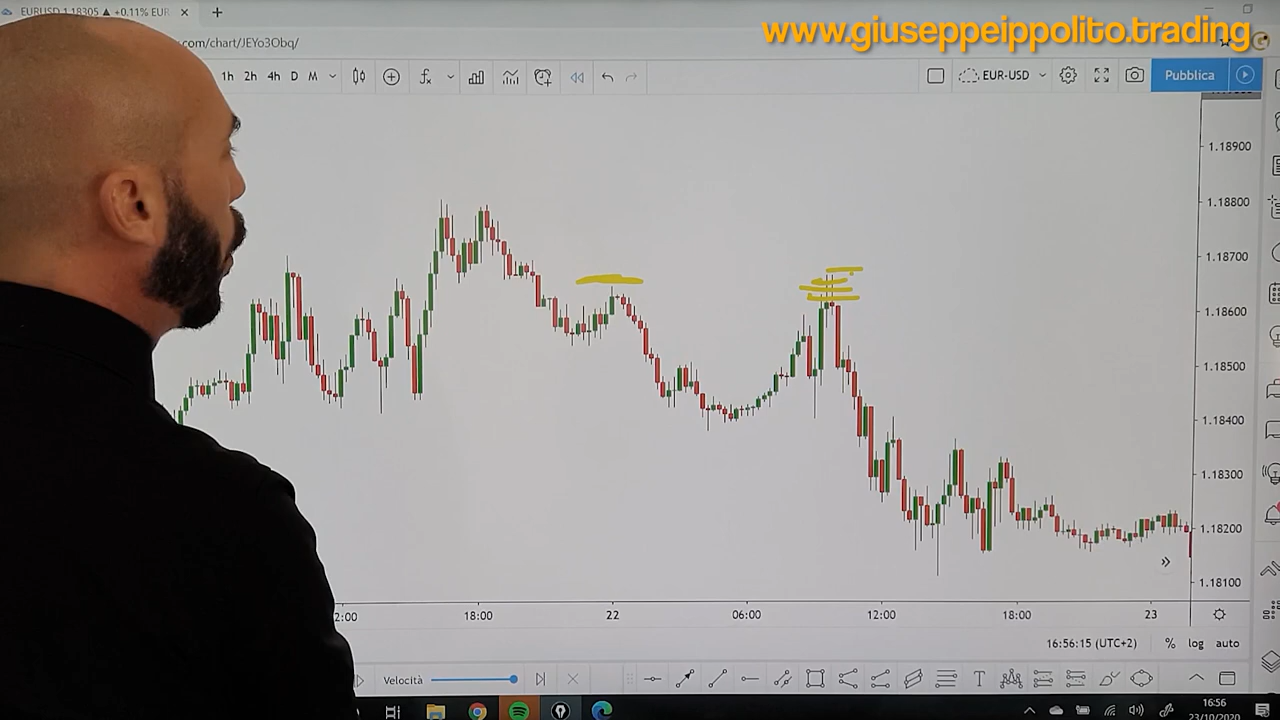 EURUSD 1.18305 ▲ +0.11% EUR
www.giuseppeippolito.trading
com/chart/JEYo3Obq/
1h 2h 4h D M
EUR-USD
Pubblica
1.18900
1.18800
1.18700
1.18600
1.18500
1.18400
1.18300
1.18200
1.18100
2:00 18:00 22 06:00 12:00 18:00 23
16:56:15 (UTC+2) % log auto
Velocità
T
16:56
23/10/2020